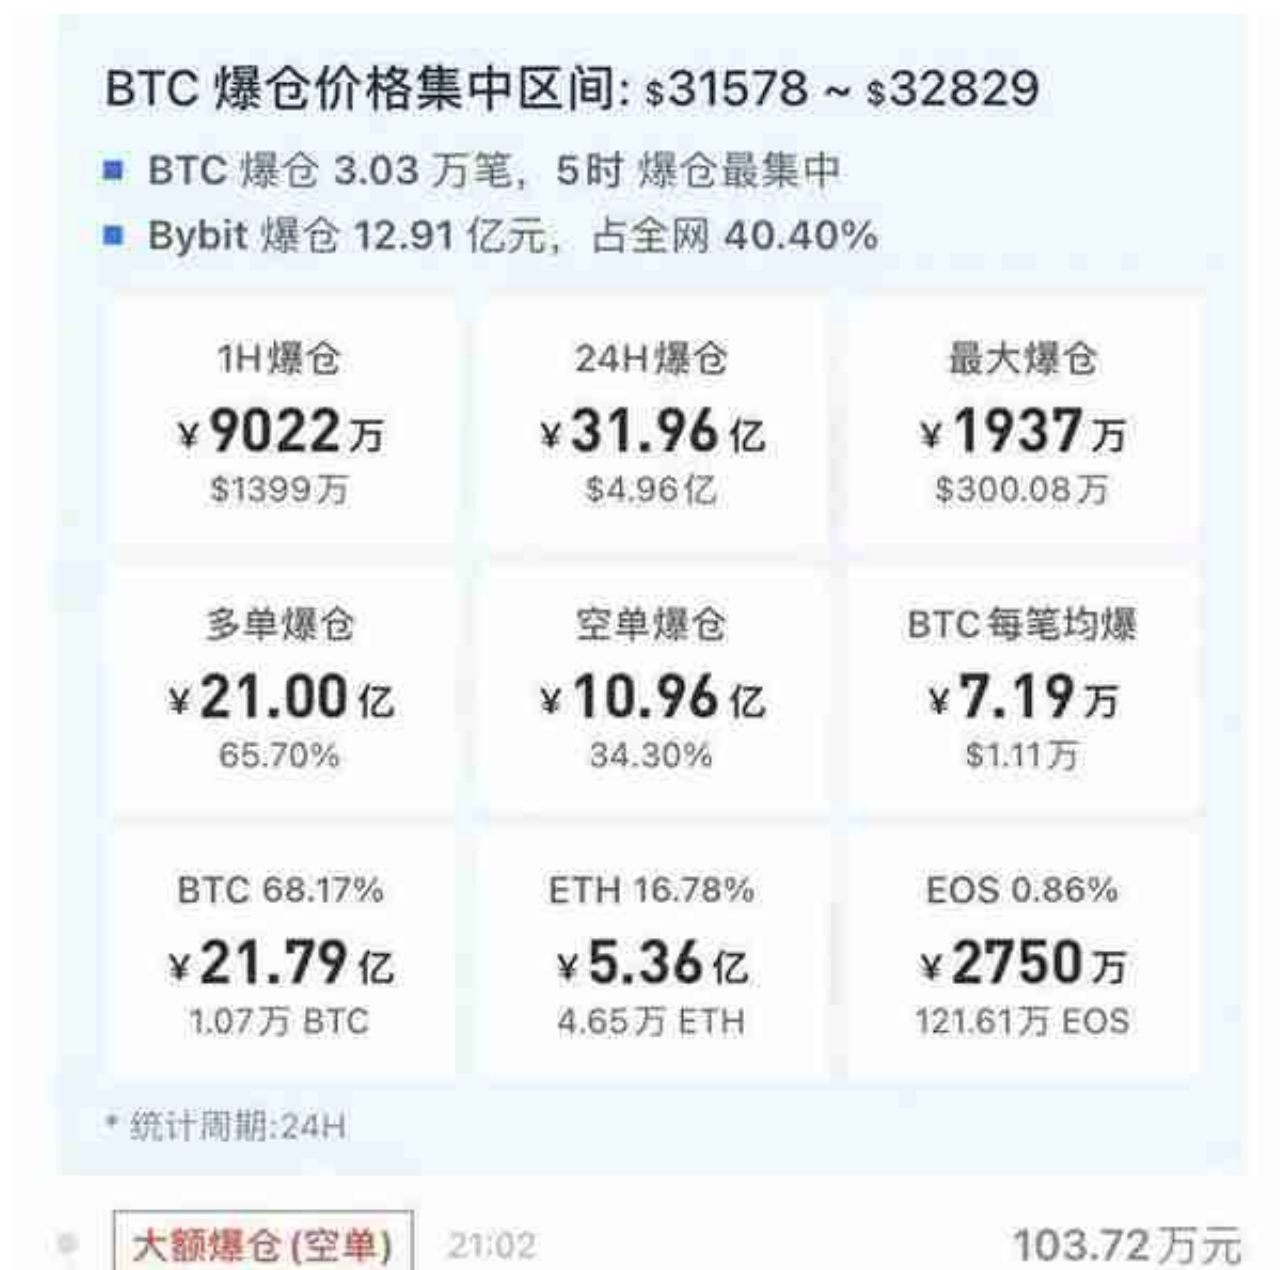 BTC 爆仓价格集中区间: $31578 ~ $32829
BTC 爆仓 3.03 万笔，5时 爆仓最集中
Bybit 爆仓 12.91 亿元，占全网 40.40%
1H爆仓
¥9022万
$1399万
24H爆仓
¥31.96亿
$4.96亿
最大爆仓
¥1937万
$300.08万
多单爆仓
¥21.00亿
65.70%
空单爆仓
¥10.96亿
34.30%
BTC每笔均爆
¥7.19万
$1.11万
BTC 68.17%
¥21.79亿
1.07万 BTC
ETH 16.78%
¥5.36亿
4.65万 ETH
EOS 0.86%
¥2750万
121.61万 EOS
* 统计周期:24H
大额爆仓(空单) 21:02 103.72万元